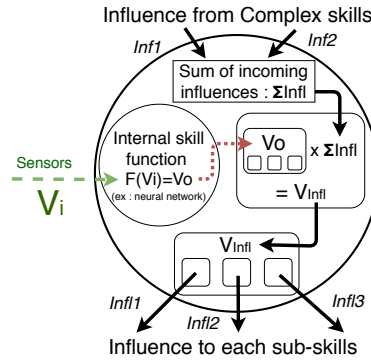 Influence from Complex skills
Inf1 Inf2
Sum of incoming
influences : ΣInfl
Internal skill
function
F(Vi)=Vo
(ex : neural network)
Sensors
Vi
Vo x ΣInfl
= VInfl
VInfl
Infl1 Infl2 Infl3
Influence to each sub-skills